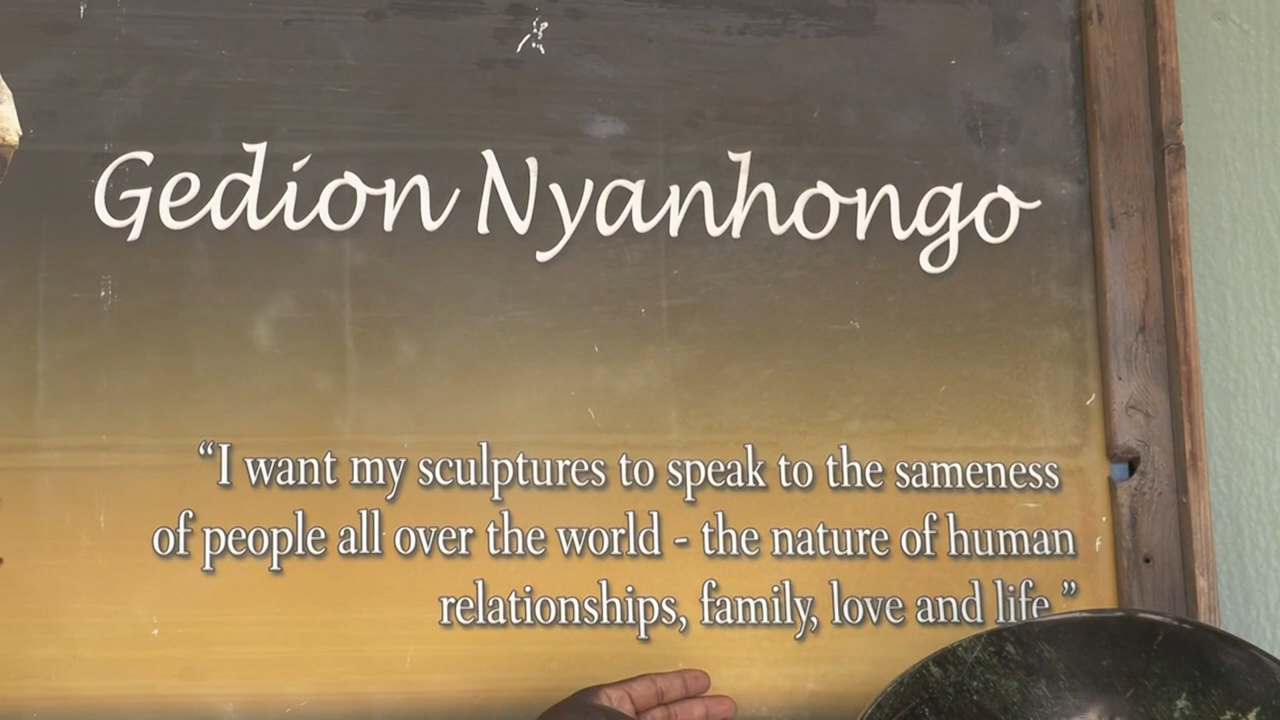 Gedion Nyanhongo
“I want my sculptures to speak to the sameness
of people all over the world - the nature of human
relationships, family, love and life.”